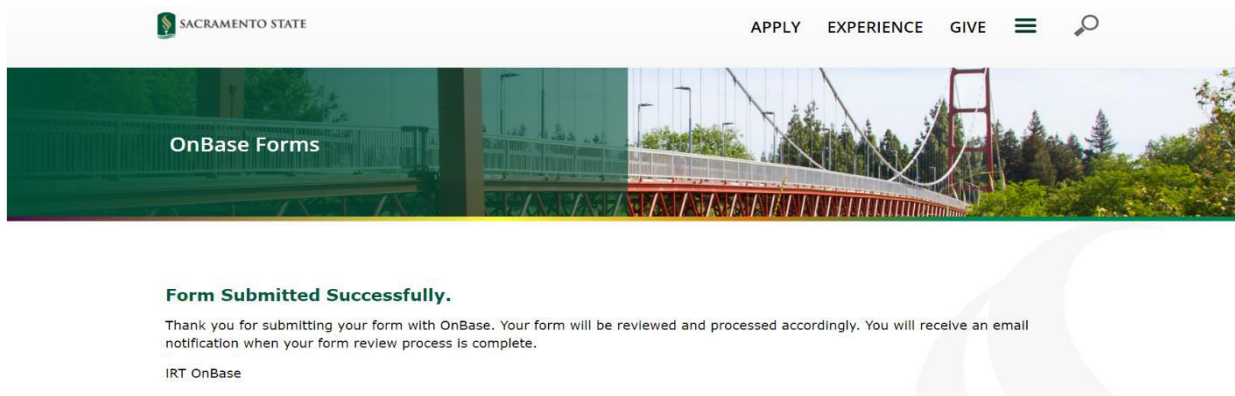 SACRAMENTO STATE
APPLY EXPERIENCE GIVE
OnBase Forms
Form Submitted Successfully.
Thank you for submitting your form with OnBase. Your form will be reviewed and processed accordingly. You will receive an email
notification when your form review process is complete.
IRT OnBase